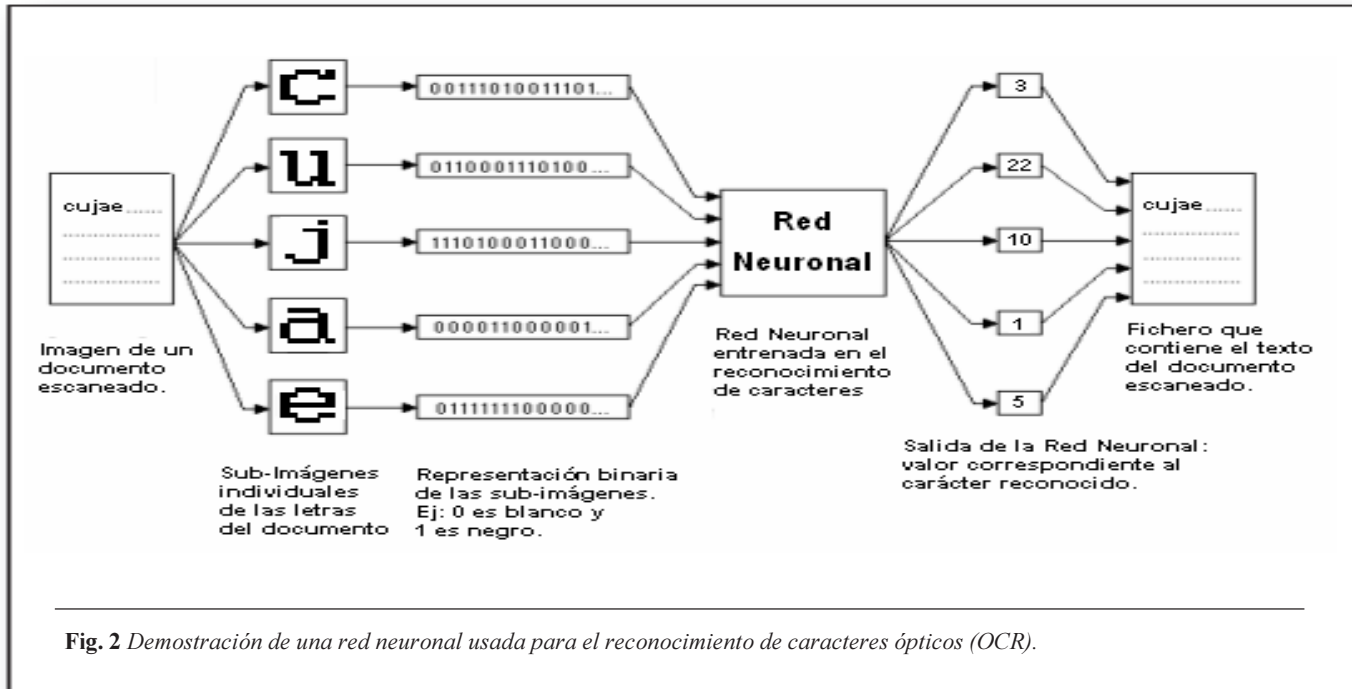 cujae......
Imagen de un
documento
escaneado.
c
u
j
a
e
Sub-Imágenes
individuales
de las letras
del documento
00111010011101...
0110001110100...
1110100011000...
0000110000001...
0111111100000...
Representación binaria
de las sub-imágenes.
Ej: 0 es blanco y
1 es negro.
Red
Neuronal
Red Neuronal
entrenada en el
reconocimiento
de caracteres
3
22
10
1
5
Salida de la Red Neuronal:
valor correspondiente al
carácter reconocido.
cujae......
Fichero que
contiene el texto
del documento
escaneado.
Fig. 2 Demostración de una red neuronal usada para el reconocimiento de caracteres ópticos (OCR).